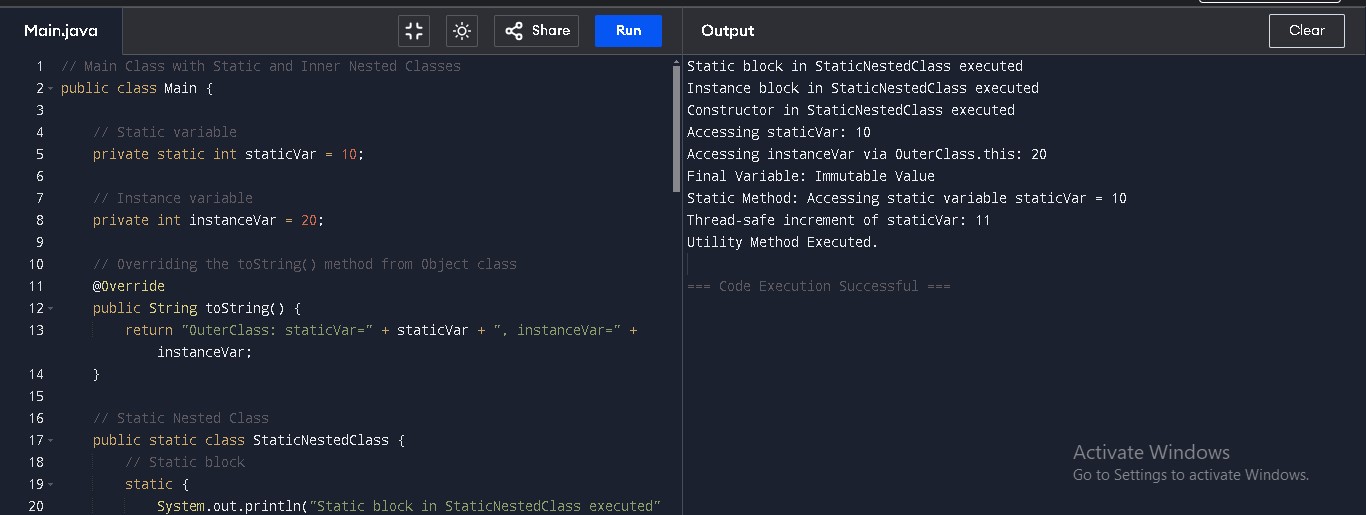 Main.java
Share
Run
Output
Clear
1 // Main Class with Static and Inner Nested Classes
2 public class Main {
3
4 // Static variable
5 private static int staticVar = 10;
6
7 // Instance variable
8 private int instanceVar = 20;
9
10 // Overriding the toString() method from Object class
11 @Override
12 public String toString() {
13 return "OuterClass: staticVar=" + staticVar + ", instanceVar=" +
instanceVar;
14 }
15
16 // Static Nested Class
17 public static class StaticNestedClass {
18 // Static block
19 static {
20 System.out.println("Static block in StaticNestedClass executed"
Static block in StaticNestedClass executed
Instance block in StaticNestedClass executed
Constructor in StaticNestedClass executed
Accessing staticVar: 10
Accessing instanceVar via OuterClass.this: 20
Final Variable: Immutable Value
Static Method: Accessing static variable staticVar = 10
Thread-safe increment of staticVar: 11
Utility Method Executed.
=== Code Execution Successful ===
Activate Windows
Go to Settings to activate Windows.